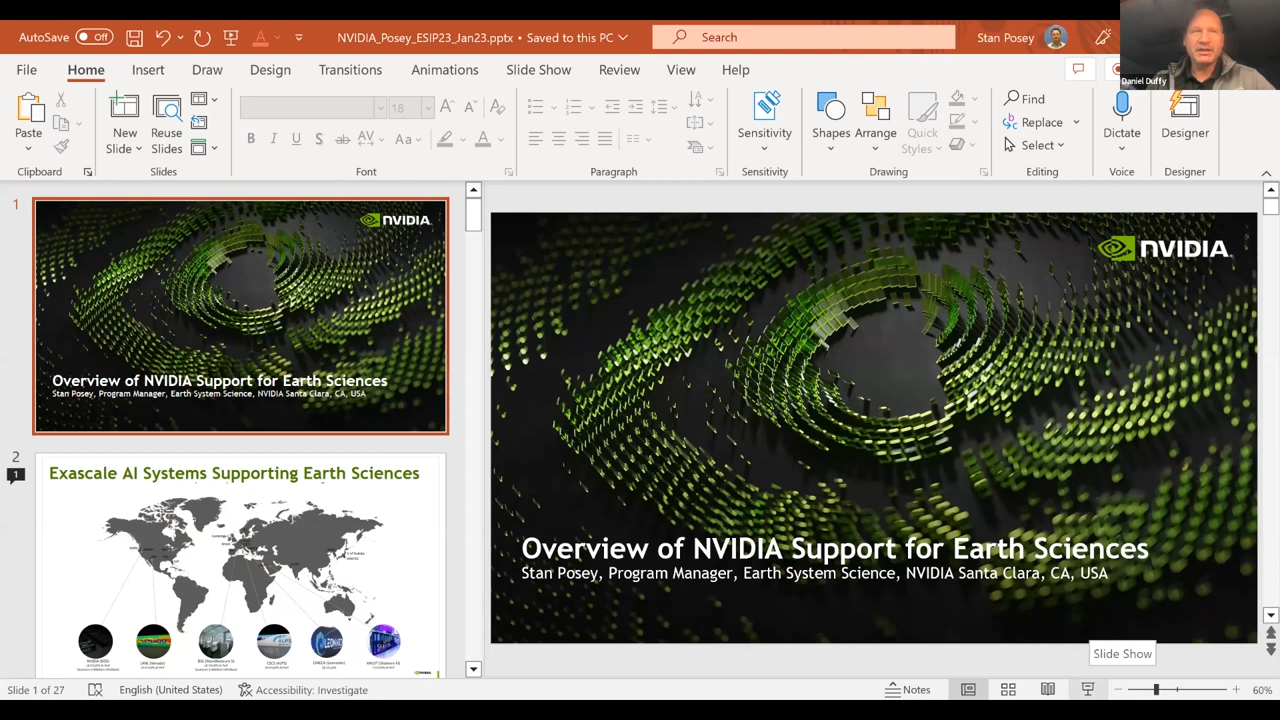 AutoSave Off
NVIDIA_Posey_ESIP23_Jan23.pptx • Saved to this PC
Search
Stan Posey
Daniel Duffy
File Home Insert Draw Design Transitions Animations Slide Show Review View Help
Paste
New Slide
Reuse Slides
18
B I U S ab AV Aa A
Sensitivity
Shapes
Arrange
Quick Styles
Find
Replace
Select
Dictate
Designer
Clipboard
Slides
Font
Paragraph
Sensitivity
Drawing
Editing
Voice
Designer
1
NVIDIA
Overview of NVIDIA Support for Earth Sciences
Stan Posey, Program Manager, Earth System Science, NVIDIA Santa Clara, CA, USA
2
1
Exascale AI Systems Supporting Earth Sciences
NVIDIA
NVIDIA
Overview of NVIDIA Support for Earth Sciences
Stan Posey, Program Manager, Earth System Science, NVIDIA Santa Clara, CA, USA
Slide Show
Slide 1 of 27
English (United States)
Accessibility: Investigate
Notes
60%